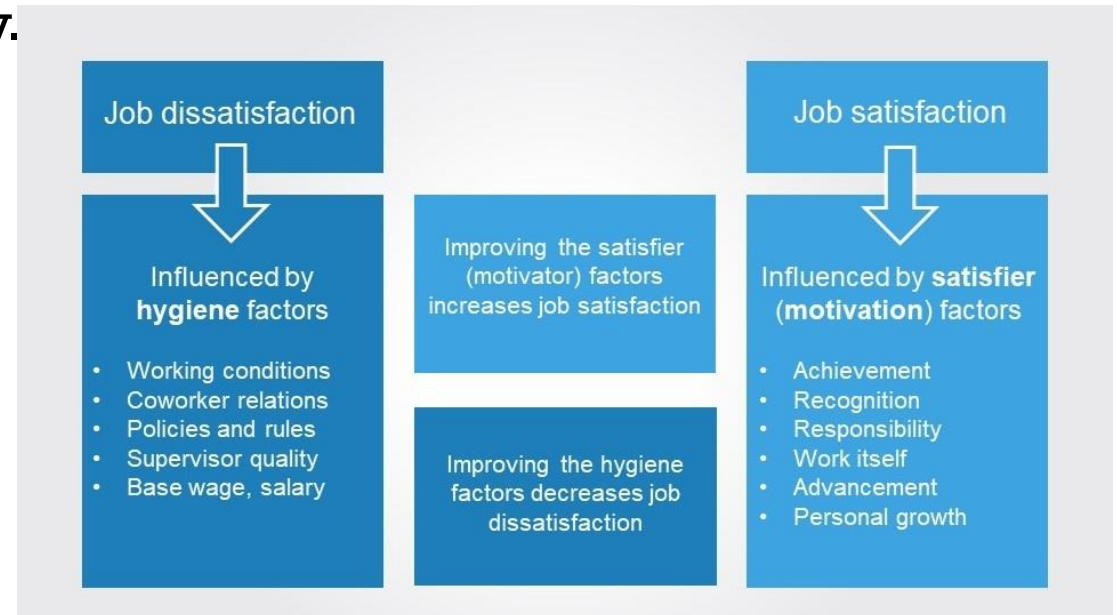 y.
Job dissatisfaction
Influenced by
hygiene factors
• Working conditions
• Coworker relations
• Policies and rules
• Supervisor quality
• Base wage, salary
Improving the satisfier
(motivator) factors
increases job satisfaction
Improving the hygiene
factors decreases job
dissatisfaction
Job satisfaction
Influenced by satisfier
(motivation) factors
• Achievement
• Recognition
• Responsibility
• Work itself
• Advancement
• Personal growth